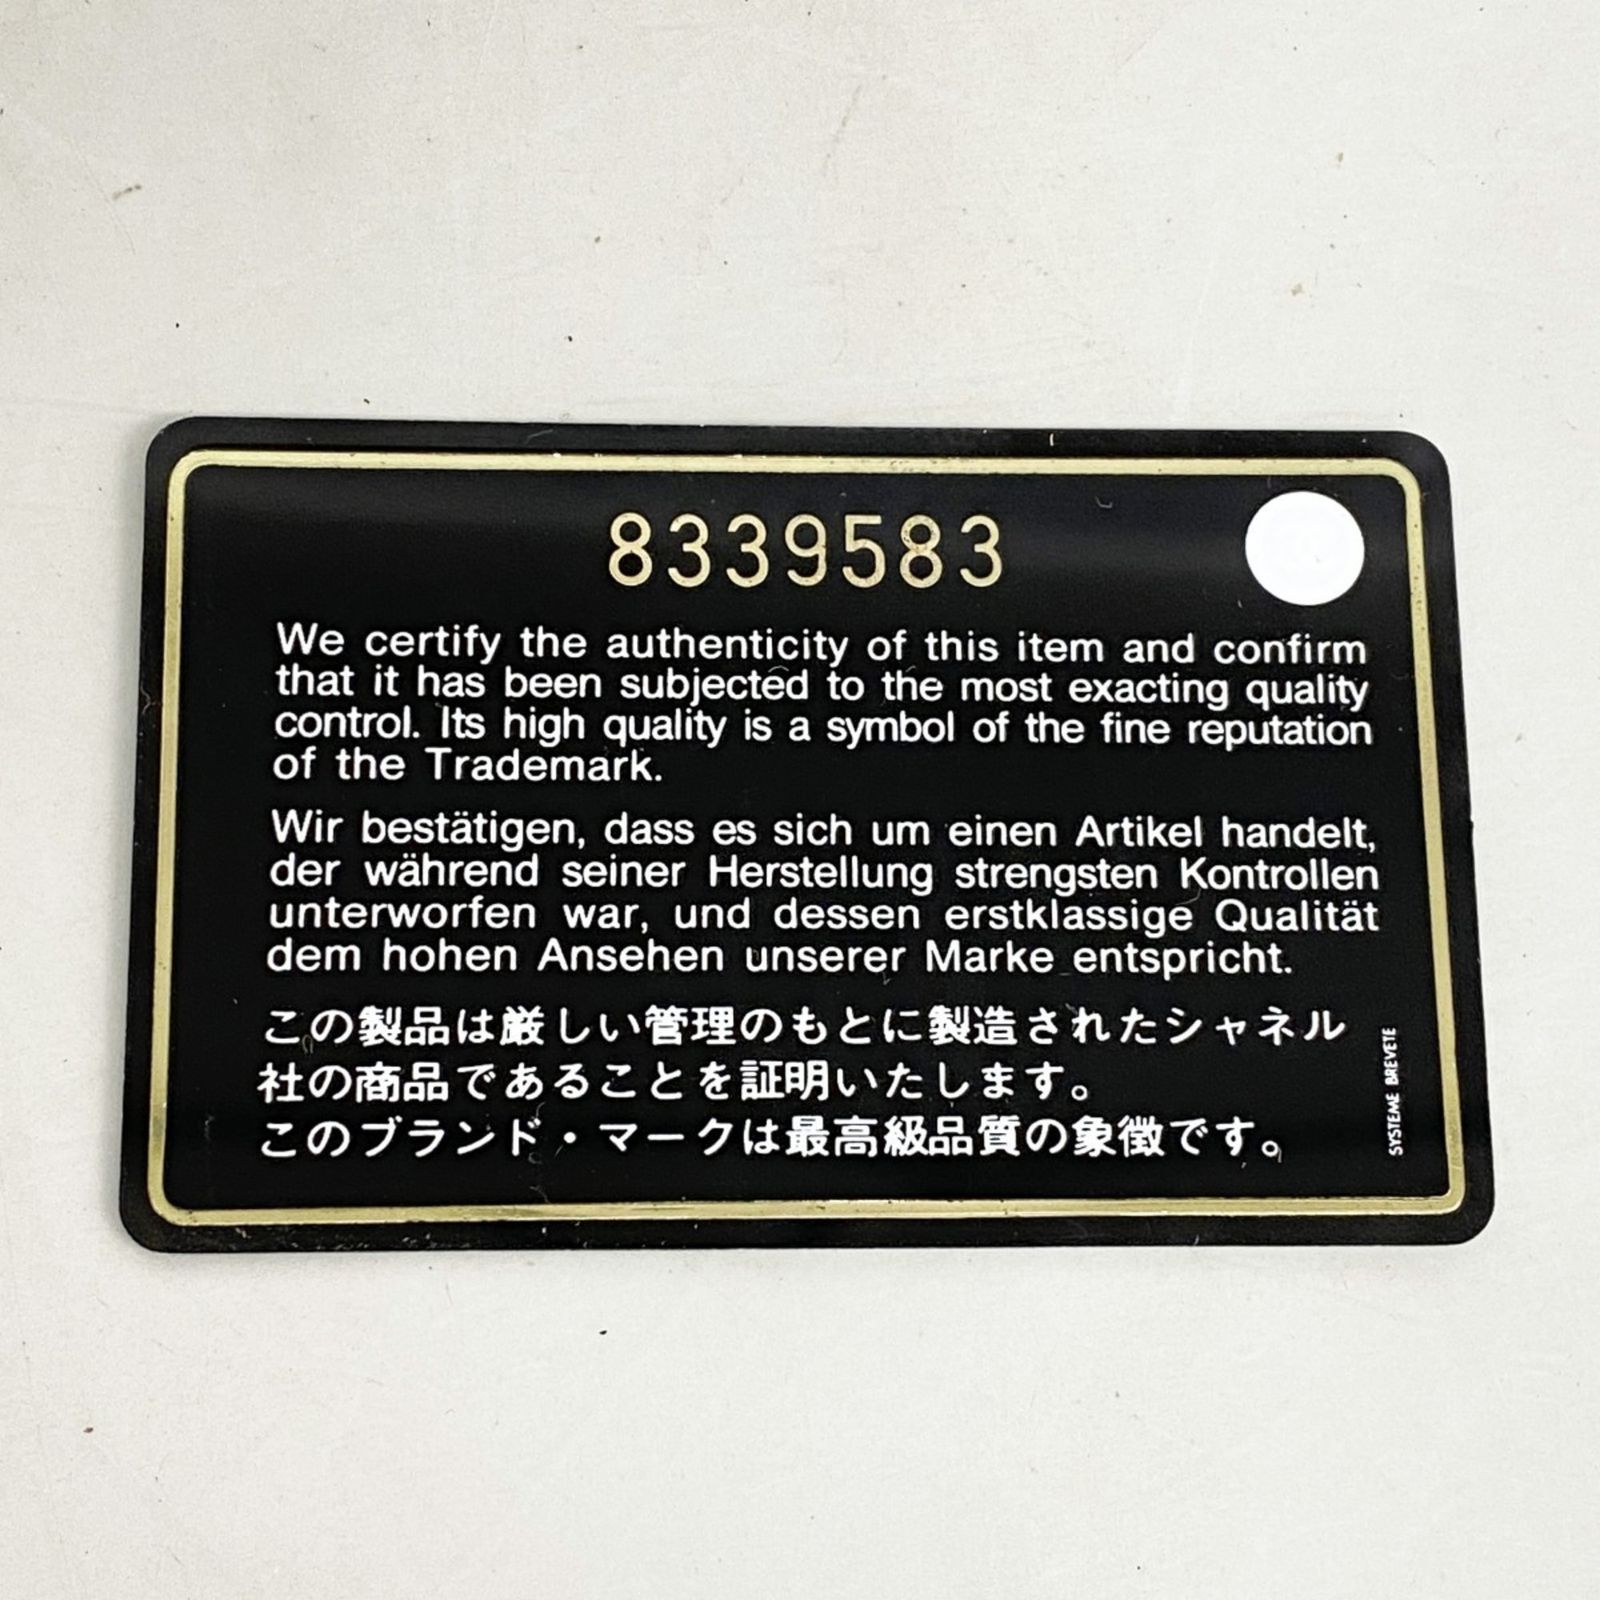 8339583
We certify the authenticity of this item and confirm
that it has been subjected to the most exacting quality
control. Its high quality is a symbol of the fine reputation
of the Trademark.
Wir bestätigen, dass es sich um einen Artikel handelt,
der während seiner Herstellung strengsten Kontrollen
unterworfen war, und dessen erstklassige Qualität
dem hohen Ansehen unserer Marke entspricht.
この製品は厳しい管理のもとに製造されたシャネル
社の商品であることを証明いたします。
このブランド・マークは最高級品質の象徴です。
SYSTEME BREVETE